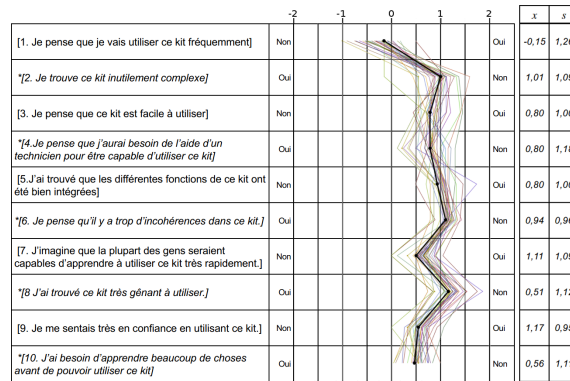 -2 -1 0 1 2
x s
[1. Je pense que je vais utiliser ce kit fréquemment] Non Oui -0,15
*[2. Je trouve ce kit inutilement complexe] Oui Non 1,01 1,09
[3. Je pense que ce kit est facile à utiliser] Non Oui 0,80
*[4.Je pense que j'aurai besoin de l'aide d'un
technicien pour être capable d'utiliser ce kit] Oui Non 0,80
[5.J'ai trouvé que les différentes fonctions de ce kit ont
été bien intégrées] Non Oui 0,80
*[6. Je pense qu'il y a trop d'incohérences dans ce kit.] Oui Non 0,94
[7. J'imagine que la plupart des gens seraient
capables d'apprendre à utiliser ce kit très rapidement.] Non Oui 1,11
*[8 J'ai trouvé ce kit très gênant à utiliser.] Oui Non 0,51
[9. Je me sentais très en confiance en utilisant ce kit.] Non Oui 1,17
*[10. J'ai besoin d'apprendre beaucoup de choses
avant de pouvoir utiliser ce kit] Oui Non 0,56